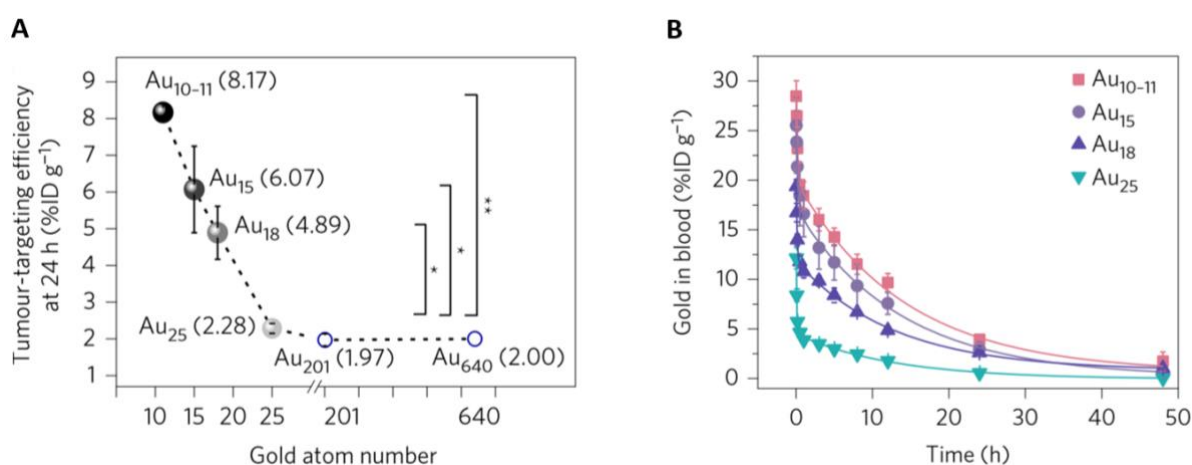 A
Tumour-targeting efficiency
at 24 h (%ID g⁻¹)
9
8
7
6
5
4
3
2
1
Au₁₀₋₁₁ (8.17)
Au₁₅ (6.07)
Au₁₈ (4.89)
Au₂₅ (2.28)
Au₂₀₁ (1.97)
Au₆₄₀ (2.00)
*
*
**
10 15 20 25 // 201 640
Gold atom number
B
Gold in blood (%ID g⁻¹)
30
25
20
15
10
5
0
Au₁₀₋₁₁
Au₁₅
Au₁₈
Au₂₅
0 10 20 30 40 50
Time (h)